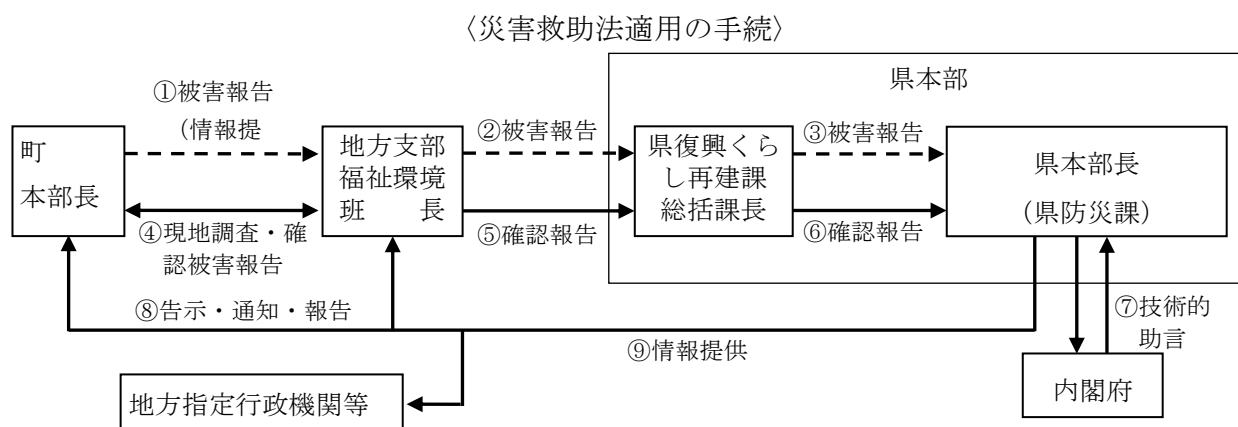 〈災害救助法適用の手続〉
県本部
①被害報告
（情報提
②被害報告
③被害報告
町
本部長
地方支部
福祉環境
班　　長
県復興くら
し再建課
総括課長
県本部長
（県防災課）
④現地調査・確
認被害報告
⑤確認報告
⑥確認報告
⑧告示・通知・報告
⑦技術的
助言
⑨情報提供
地方指定行政機関等
内閣府